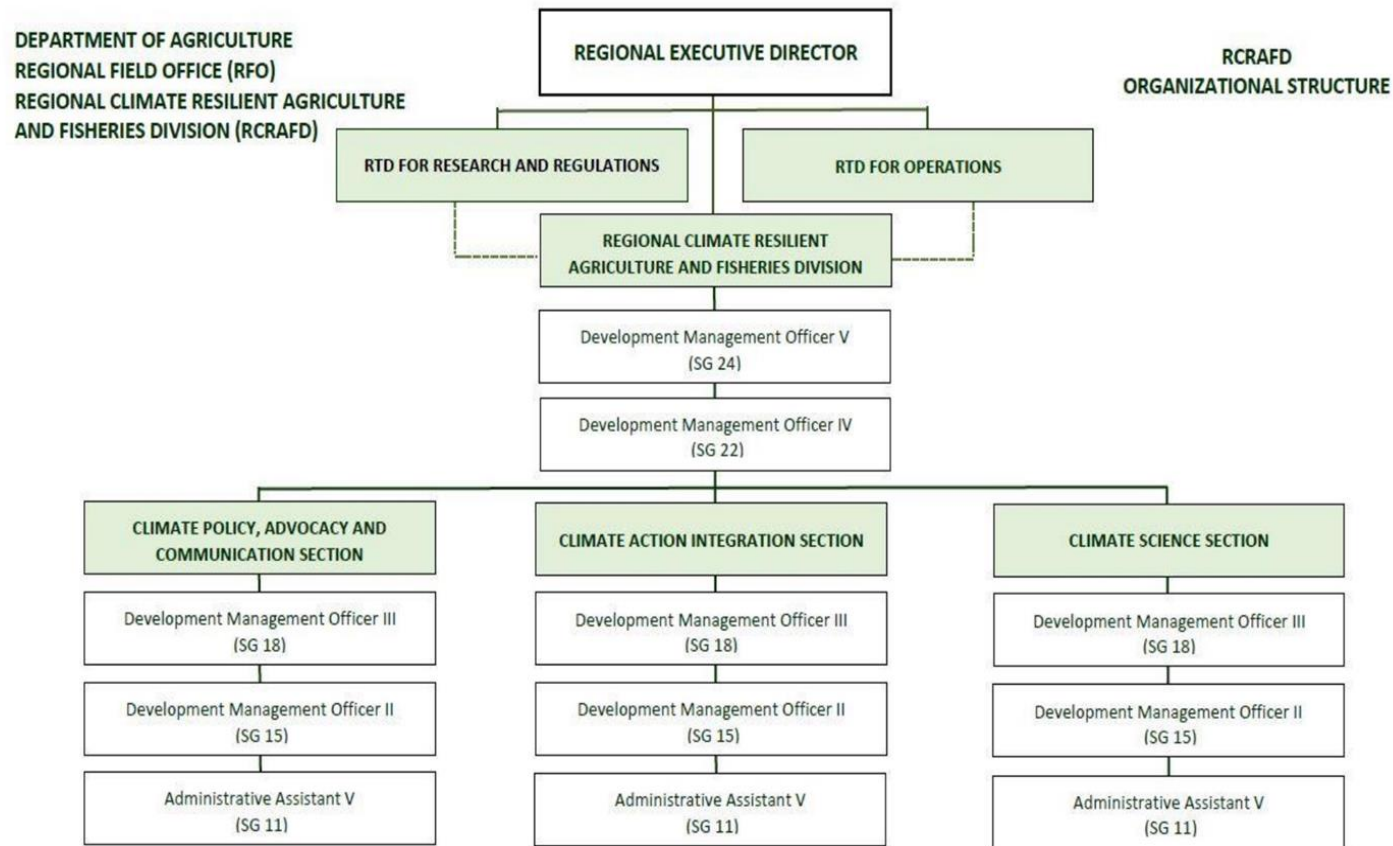 DEPARTMENT OF AGRICULTURE
REGIONAL FIELD OFFICE (RFO)
REGIONAL CLIMATE RESILIENT AGRICULTURE
AND FISHERIES DIVISION (RCRAFD)
REGIONAL EXECUTIVE DIRECTOR
RCRAFD
ORGANIZATIONAL STRUCTURE
RTD FOR RESEARCH AND REGULATIONS
RTD FOR OPERATIONS
REGIONAL CLIMATE RESILIENT
AGRICULTURE AND FISHERIES DIVISION
Development Management Officer V
(SG 24)
Development Management Officer IV
(SG 22)
CLIMATE POLICY, ADVOCACY AND
COMMUNICATION SECTION
Development Management Officer III
(SG 18)
Development Management Officer II
(SG 15)
Administrative Assistant V
(SG 11)
CLIMATE ACTION INTEGRATION SECTION
Development Management Officer III
(SG 18)
Development Management Officer II
(SG 15)
Administrative Assistant V
(SG 11)
CLIMATE SCIENCE SECTION
Development Management Officer III
(SG 18)
Development Management Officer II
(SG 15)
Administrative Assistant V
(SG 11)